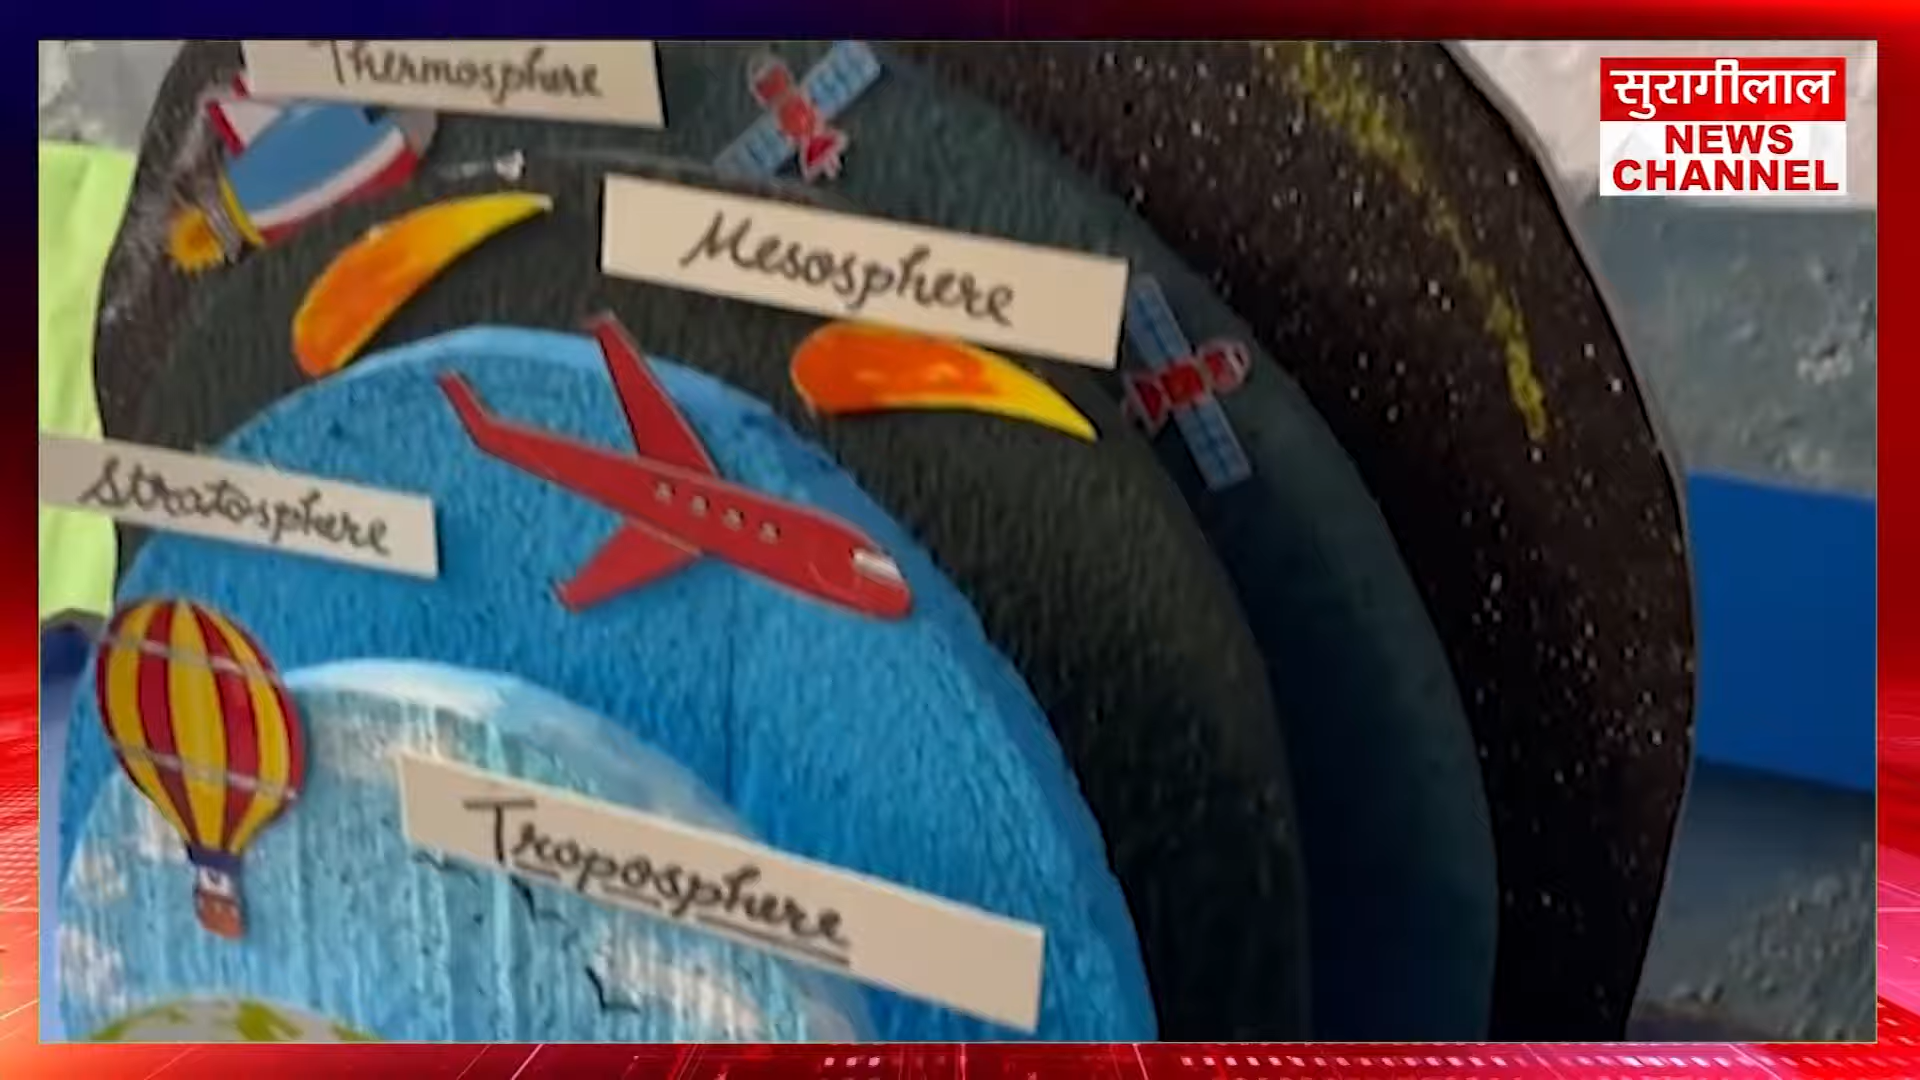 Thermosphere
सुरागीलाल
NEWS
CHANNEL
Mesosphere
Stratosphere
Troposphere